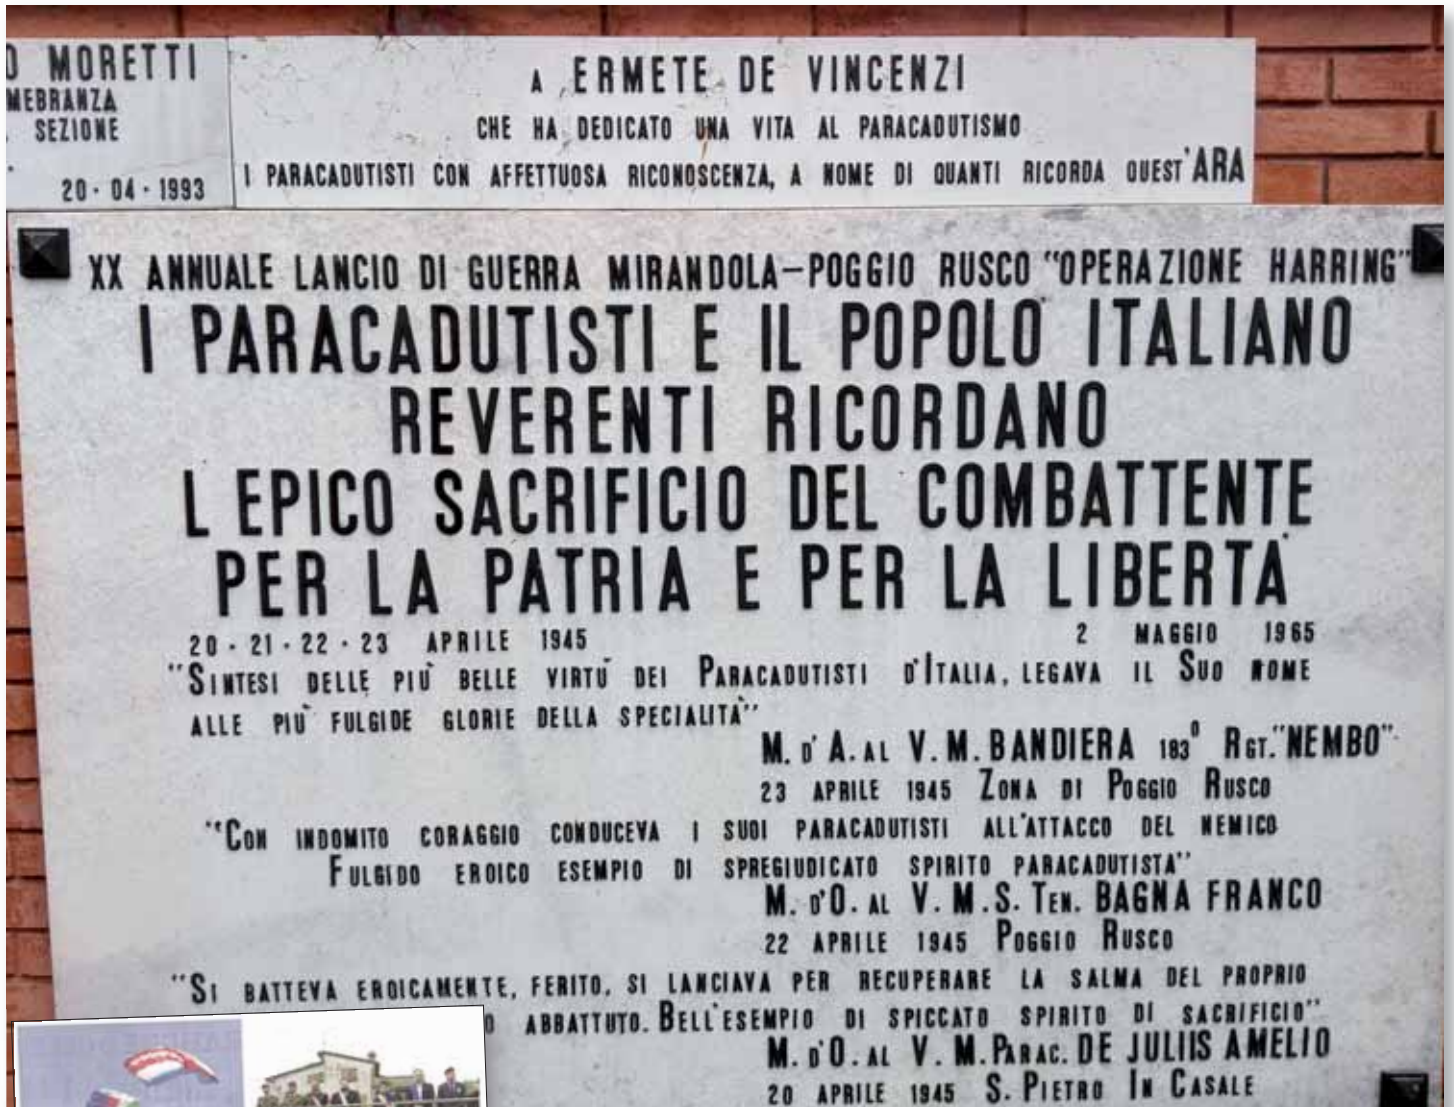 O MORETTI
MEBRANZA
SEZIONE
20·04·1993
A ERMETE DE VINCENZI
CHE HA DEDICATO UNA VITA AL PARACADUTISMO
I PARACADUTISTI CON AFFETTUOSA RICONOSCENZA, A NOME DI QUANTI RICORDA QUEST'ARA
XX ANNUALE LANCIO DI GUERRA MIRANDOLA–POGGIO RUSCO "OPERAZIONE HARRING"
I PARACADUTISTI E IL POPOLO ITALIANO
REVERENTI RICORDANO
L EPICO SACRIFICIO DEL COMBATTENTE
PER LA PATRIA E PER LA LIBERTA'
20·21·22·23 APRILE 1945 2 MAGGIO 1965
"SINTESI DELLE PIU' BELLE VIRTU' DEI PARACADUTISTI D'ITALIA, LEGAVA IL SUO NOME
ALLE PIU' FULGIDE GLORIE DELLA SPECIALITA'"
M. D'A. AL V. M. BANDIERA 183° RGT. "NEMBO"
23 APRILE 1945 ZONA DI POGGIO RUSCO
"CON INDOMITO CORAGGIO CONDUCEVA I SUOI PARACADUTISTI ALL'ATTACCO DEL NEMICO
FULGIDO EROICO ESEMPIO DI SPREGIUDICATO SPIRITO PARACADUTISTA"
M. D'O. AL V. M. S. TEN. BAGNA FRANCO
22 APRILE 1945 POGGIO RUSCO
"SI BATTEVA EROICAMENTE, FERITO, SI LANCIAVA PER RECUPERARE LA SALMA DEL PROPRIO
O ABBATTUTO. BELL'ESEMPIO DI SPICCATO SPIRITO DI SACRIFICIO"
M. D'O. AL V. M. PARAC. DE JULIIS AMELIO
20 APRILE 1945 S. PIETRO IN CASALE